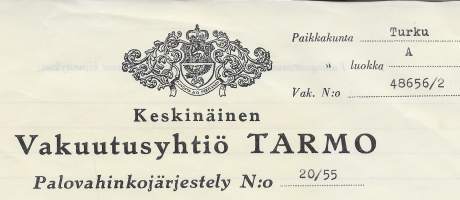 Paikkakunta Turku
" luokka A
Vak. N:o 48656/2
Keskinäinen
Vakuutusyhtiö TARMO
Palovahinkojärjestely N:o 20/55